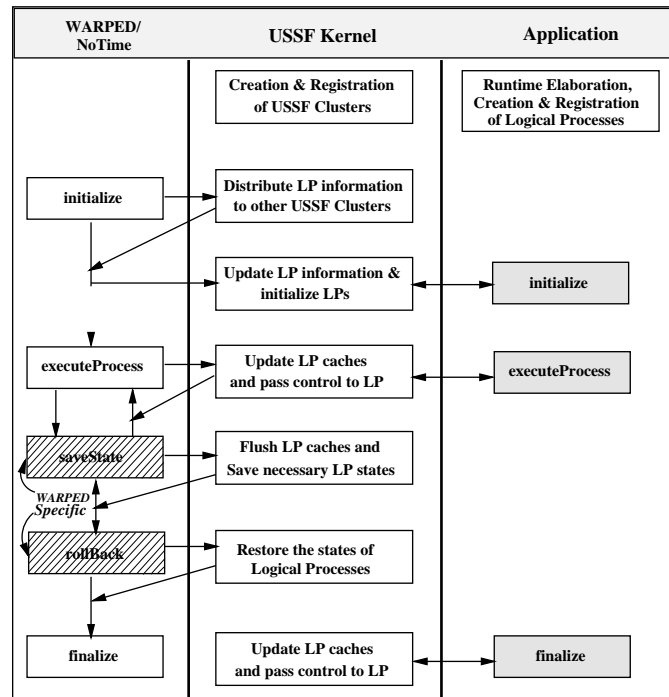 WARPED/
NoTime
USSF Kernel
Application
Creation & Registration
of USSF Clusters
Runtime Elaboration,
Creation & Registration
of Logical Processes
initialize
Distribute LP information
to other USSF Clusters
Update LP information &
initialize LPs
initialize
executeProcess
Update LP caches
and pass control to LP
executeProcess
saveState
Flush LP caches and
Save necessary LP states
WARPED
Specific
rollBack
Restore the states of
Logical Processes
finalize
Update LP caches
and pass control to LP
finalize